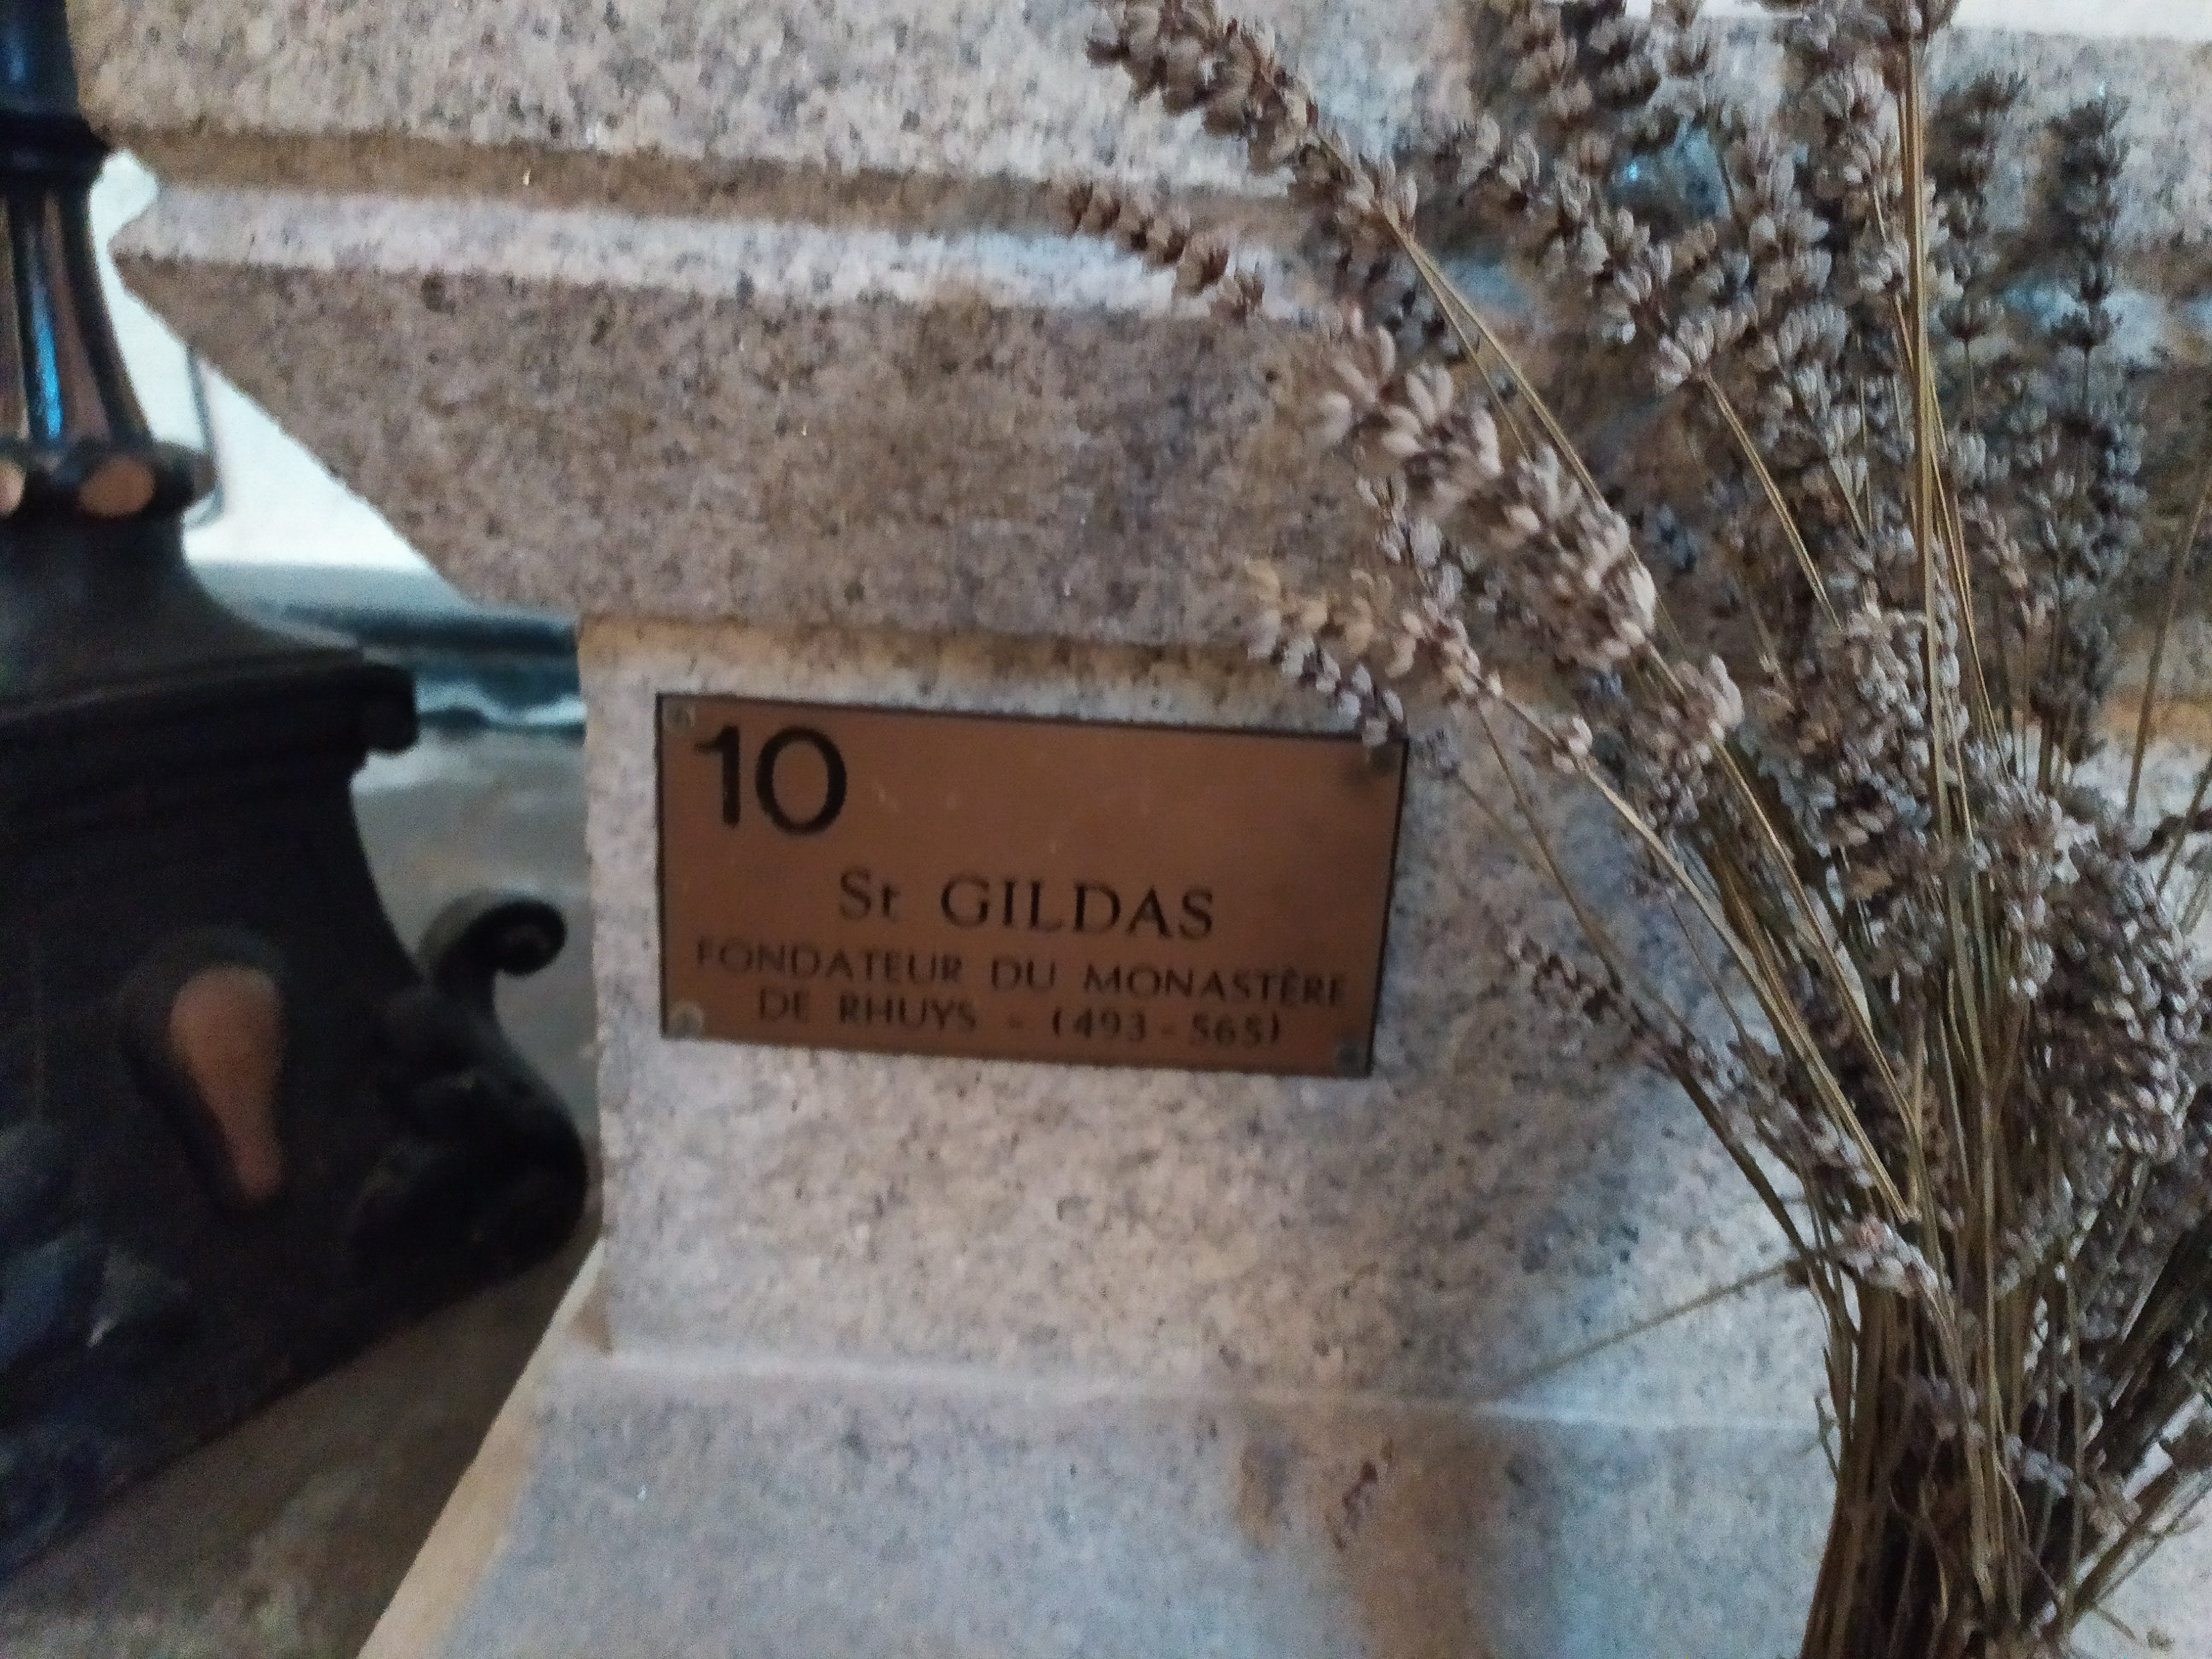 10
St GILDAS
FONDATEUR DU MONASTÈRE
DE RHUYS - (493-565)